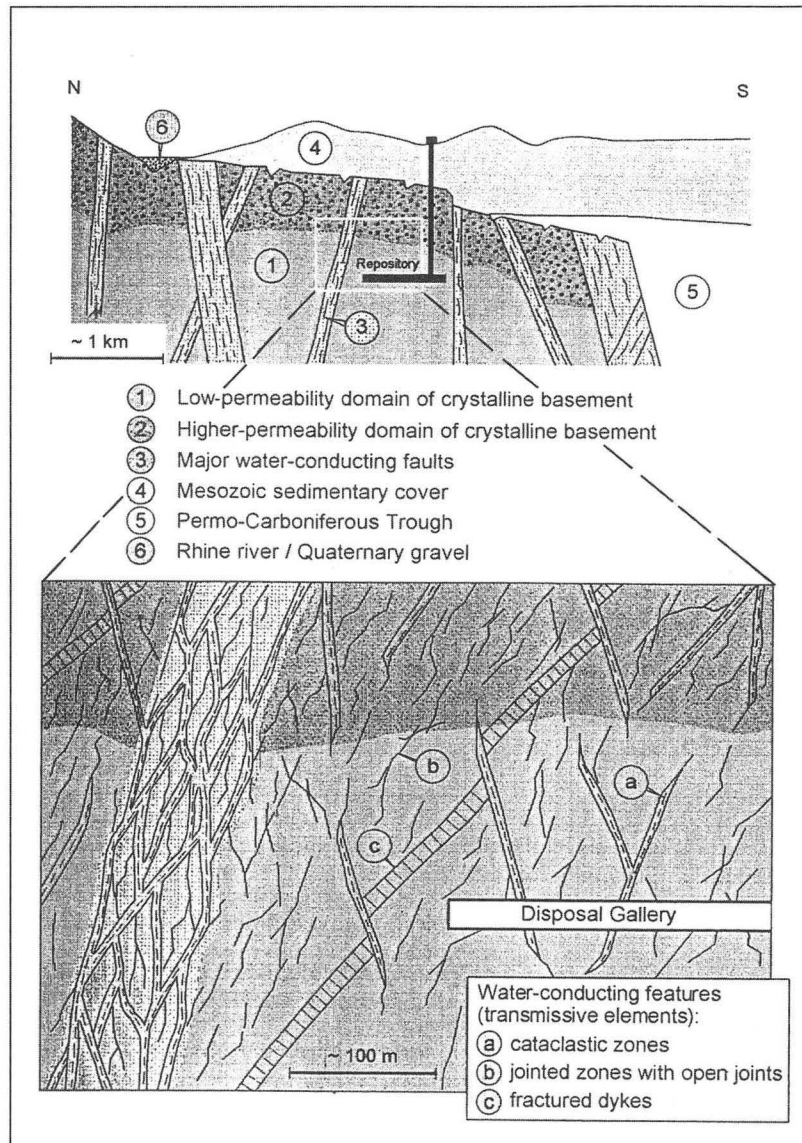 N
S
6
4
2
1
Repository
5
3
~ 1 km
1 Low-permeability domain of crystalline basement
2 Higher-permeability domain of crystalline basement
3 Major water-conducting faults
4 Mesozoic sedimentary cover
5 Permo-Carboniferous Trough
6 Rhine river / Quaternary gravel
b
a
c
Disposal Gallery
Water-conducting features
(transmissive elements):
a cataclastic zones
b jointed zones with open joints
c fractured dykes
~ 100 m